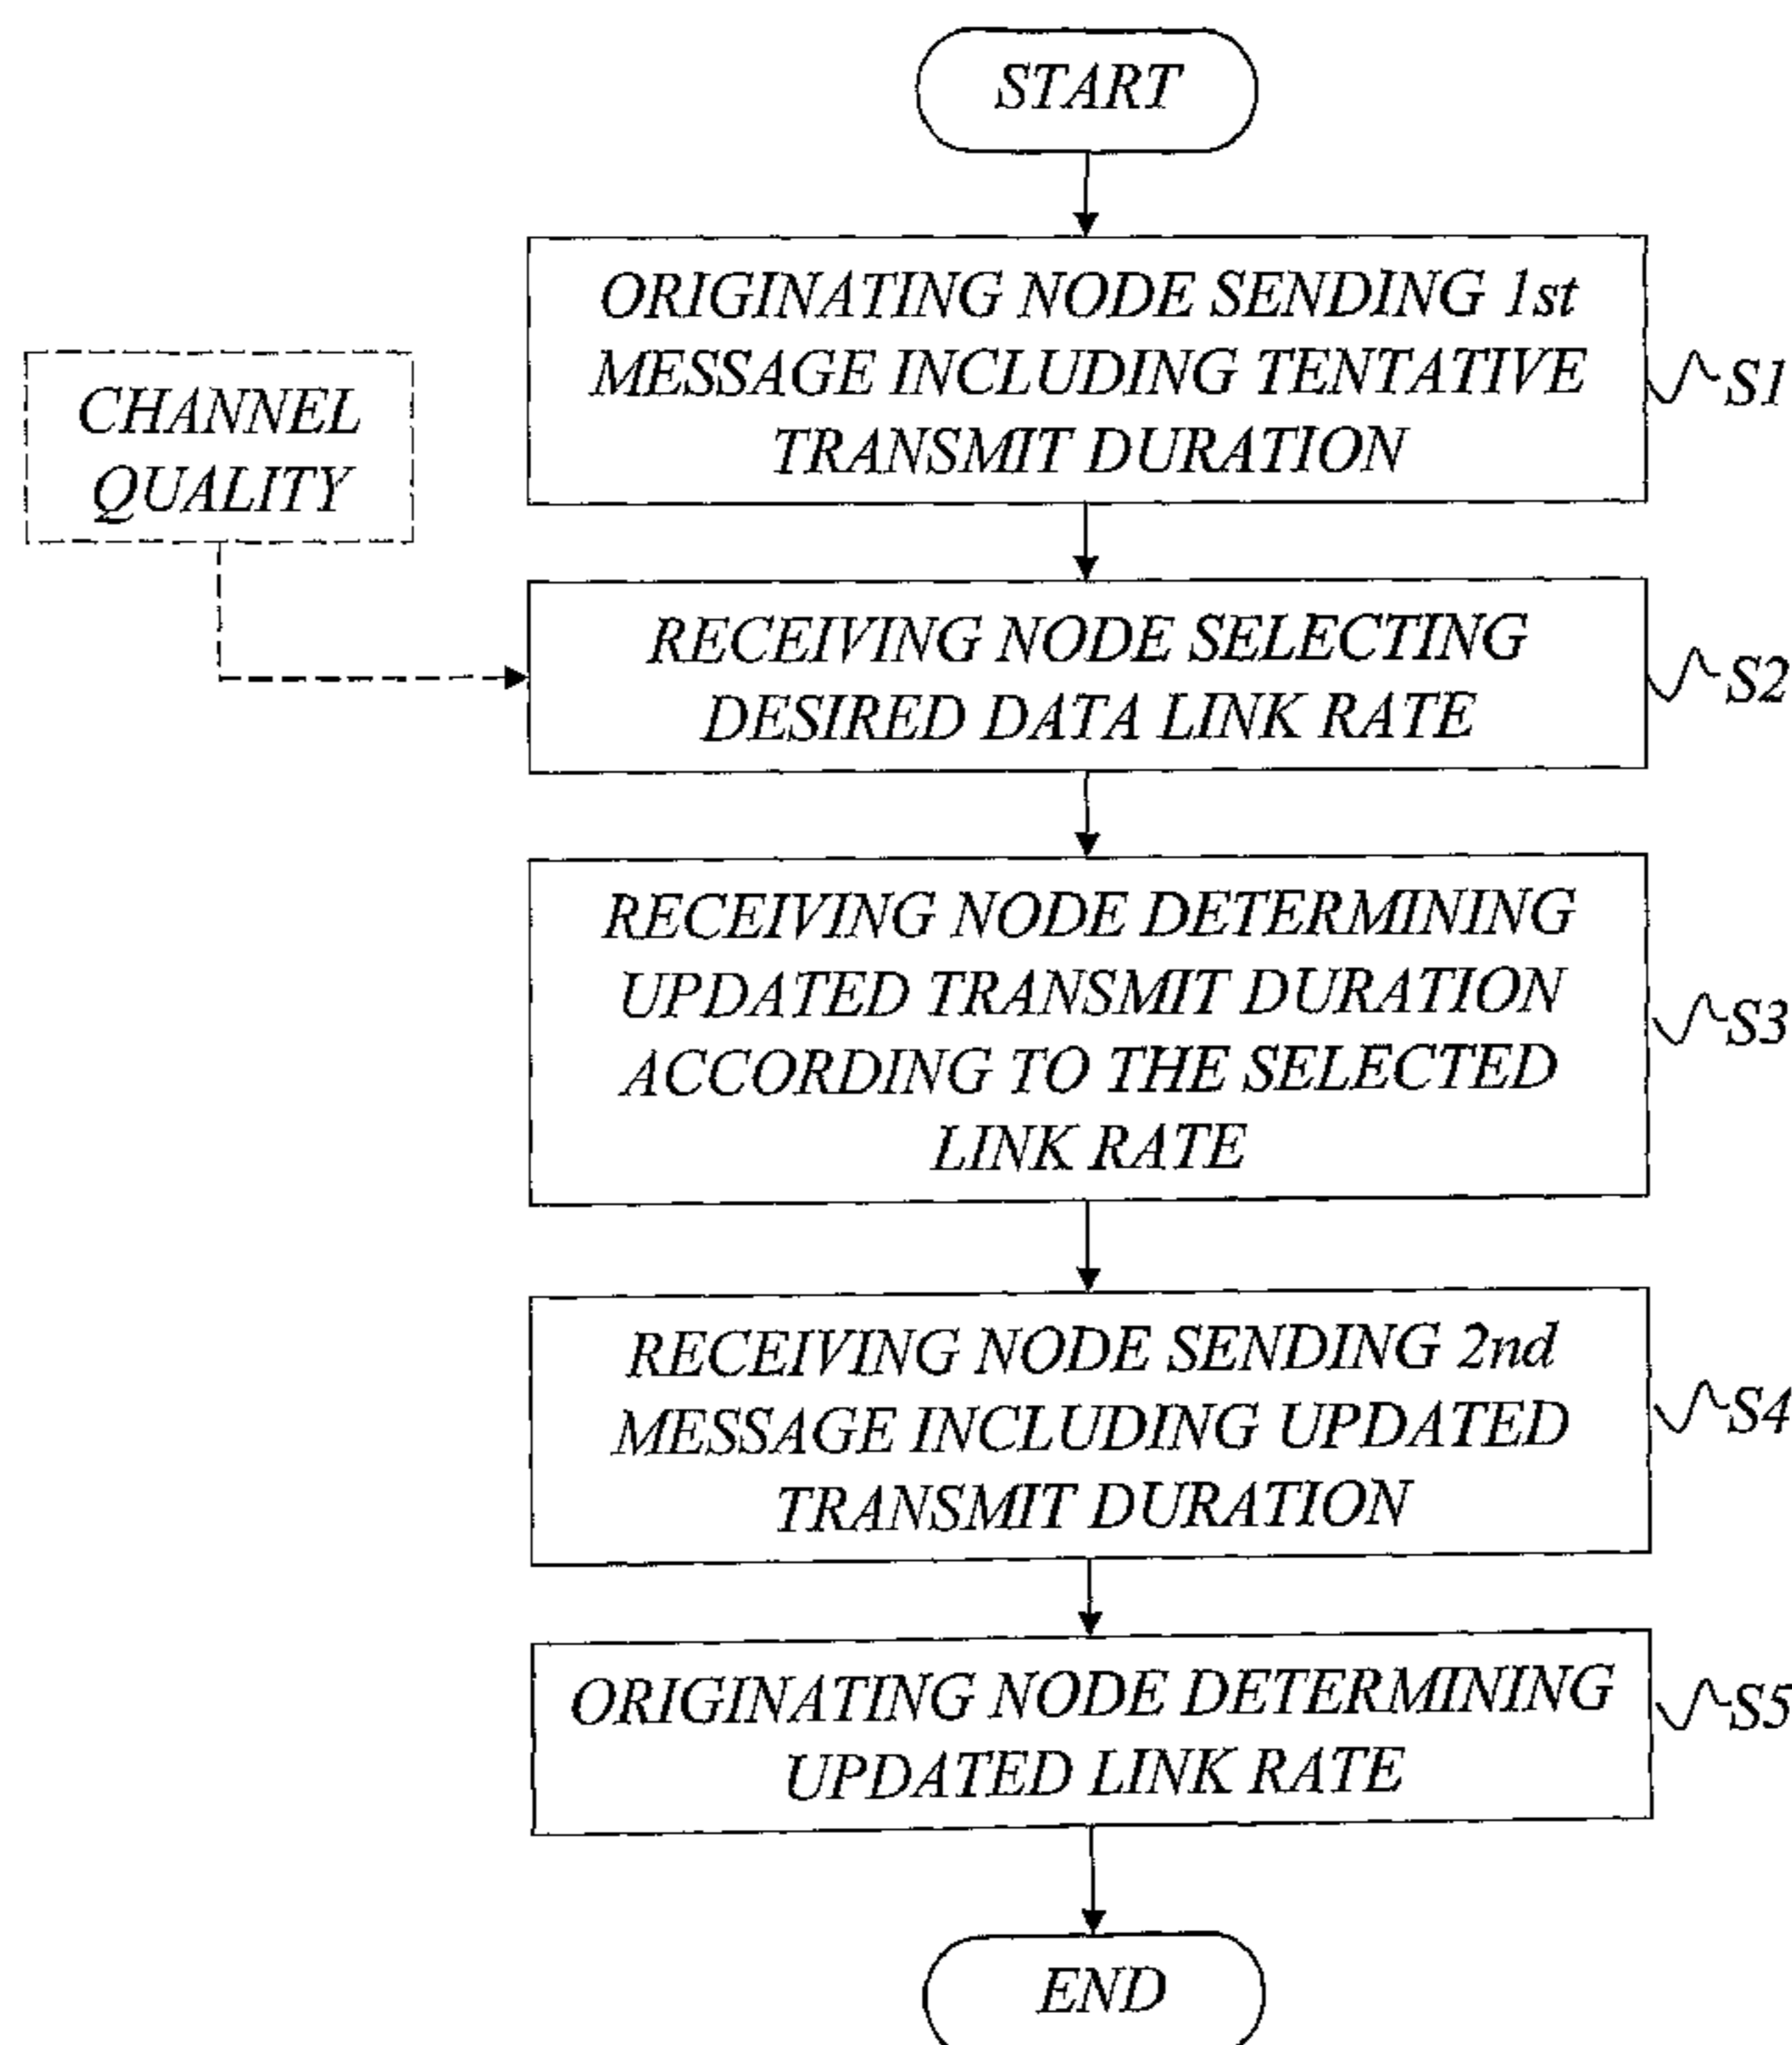 START
ORIGINATING NODE SENDING 1st
MESSAGE INCLUDING TENTATIVE
TRANSMIT DURATION
S1
CHANNEL
QUALITY
RECEIVING NODE SELECTING
DESIRED DATA LINK RATE
S2
RECEIVING NODE DETERMINING
UPDATED TRANSMIT DURATION
ACCORDING TO THE SELECTED
LINK RATE
S3
RECEIVING NODE SENDING 2nd
MESSAGE INCLUDING UPDATED
TRANSMIT DURATION
S4
ORIGINATING NODE DETERMINING
UPDATED LINK RATE
S5
END